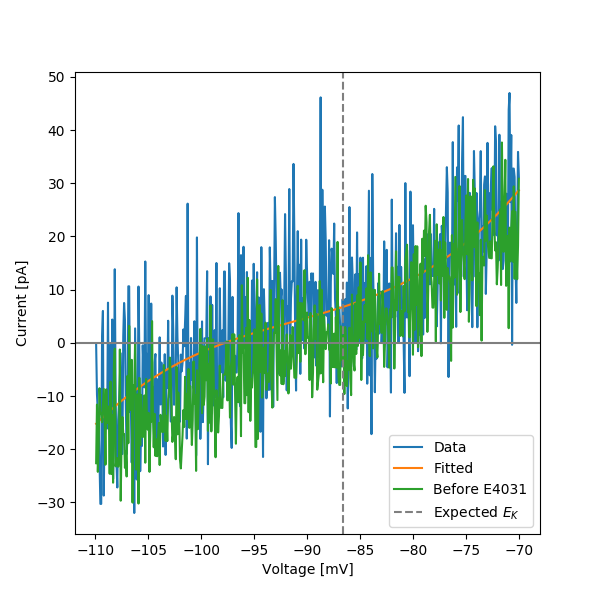 50
40
30
20
10
0
−10
−20
−30
Current [pA]
Data
Fitted
Before E4031
Expected E_K
−110 −105 −100 −95 −90 −85 −80 −75 −70
Voltage [mV]